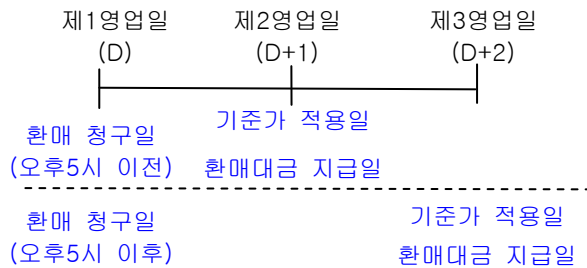 제1영업일 제2영업일 제3영업일
(D) (D+1) (D+2)
환매 청구일 기준가 적용일
(오후5시 이전) 환매대금 지급일
환매 청구일 기준가 적용일
(오후5시 이후) 환매대금 지급일